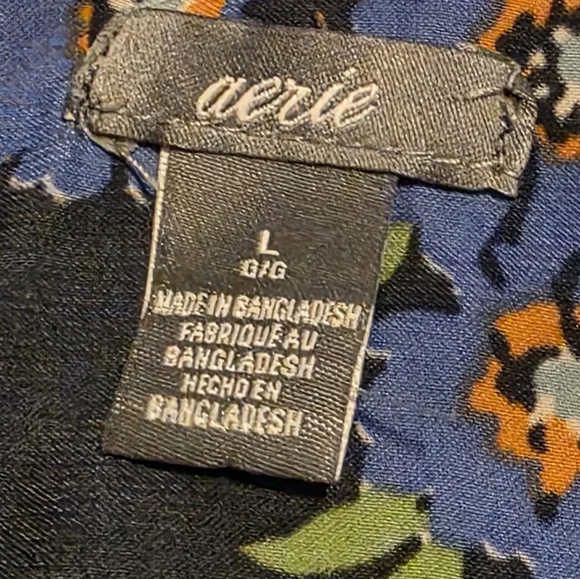 aerie
L
G/G
MADE IN BANGLADESH
FABRIQUÉ AU
BANGLADESH
HECHO EN
BANGLADESH